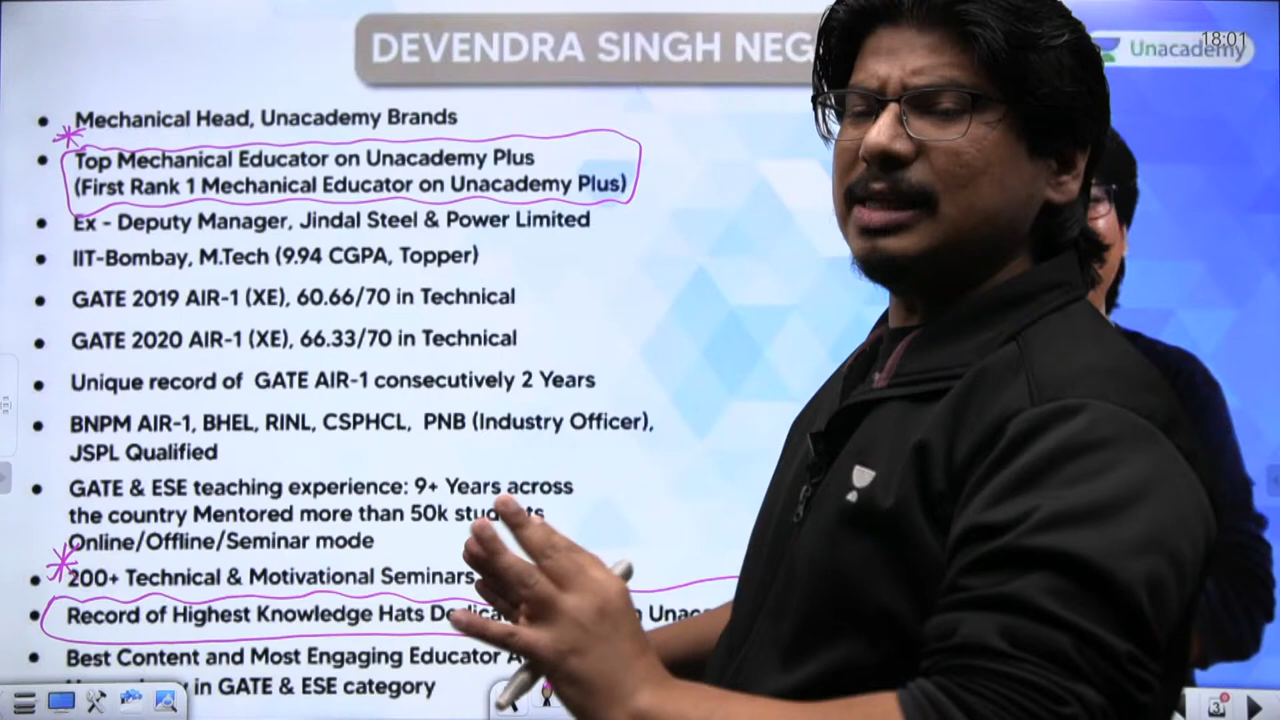 DEVENDRA SINGH NEG
Unacademy
18:01
Mechanical Head, Unacademy Brands
Top Mechanical Educator on Unacademy Plus
(First Rank 1 Mechanical Educator on Unacademy Plus)
Ex - Deputy Manager, Jindal Steel & Power Limited
IIT-Bombay, M.Tech (9.94 CGPA, Topper)
GATE 2019 AIR-1 (XE), 60.66/70 in Technical
GATE 2020 AIR-1 (XE), 66.33/70 in Technical
Unique record of GATE AIR-1 consecutively 2 Years
BNPM AIR-1, BHEL, RINL, CSPHCL, PNB (Industry Officer),
JSPL Qualified
GATE & ESE teaching experience: 9+ Years across
the country Mentored more than 50k
Online/Offline/Seminar mode
200+ Technical & Motivational Seminars
Record of Highest Knowledge Hats
Best Content and Most Engaging Educator
in GATE & ESE category
3